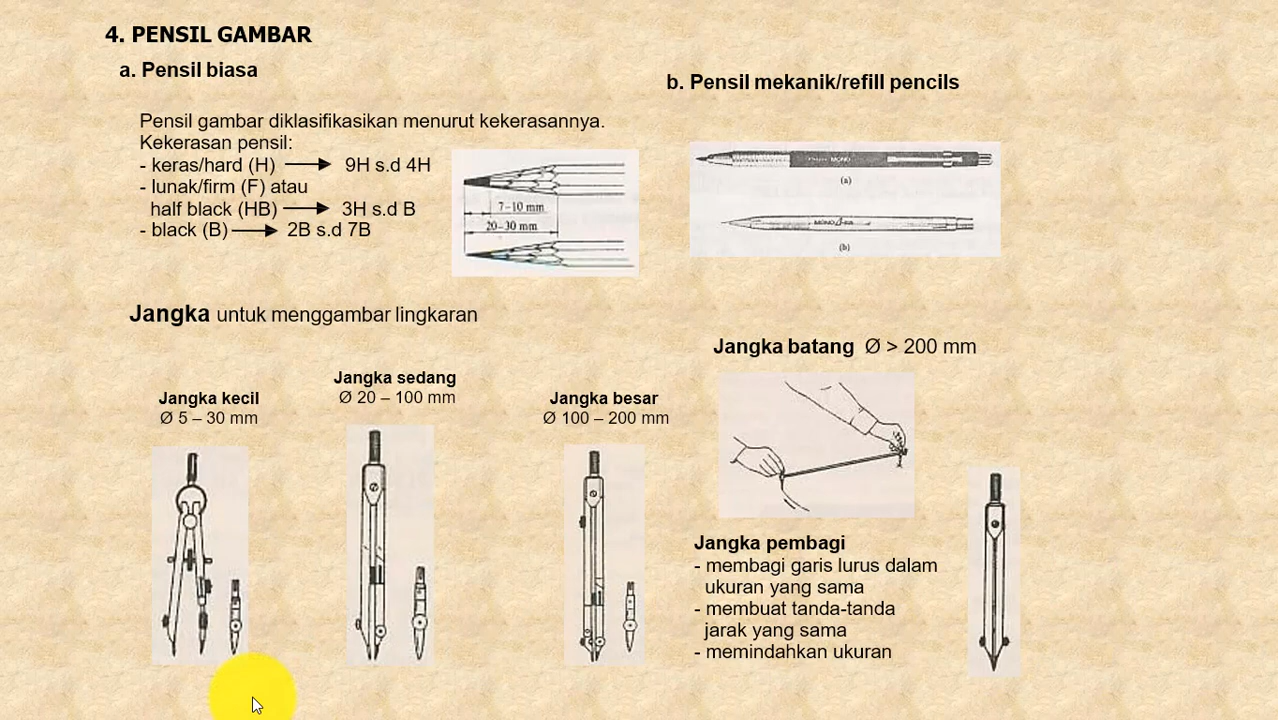 4. PENSIL GAMBAR
a. Pensil biasa
Pensil gambar diklasifikasikan menurut kekerasannya.
Kekerasan pensil:
- keras/hard (H) → 9H s.d 4H
- lunak/firm (F) atau
half black (HB) → 3H s.d B
- black (B) → 2B s.d 7B
7–10 mm
20–30 mm
b. Pensil mekanik/refill pencils
MONO
(a)
MONO
(b)
Jangka untuk menggambar lingkaran
Jangka kecil
Ø 5 – 30 mm
Jangka sedang
Ø 20 – 100 mm
Jangka besar
Ø 100 – 200 mm
Jangka batang Ø > 200 mm
Jangka pembagi
- membagi garis lurus dalam
ukuran yang sama
- membuat tanda-tanda
jarak yang sama
- memindahkan ukuran